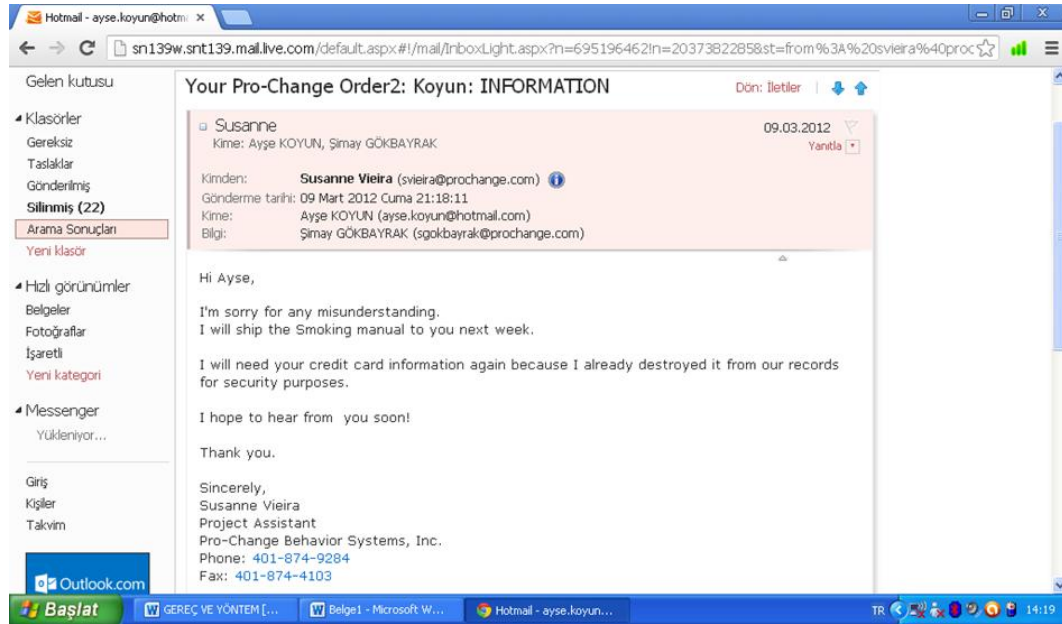 Hotmail - ayse.koyun@hotm
sn139w.snt139.mail.live.com/default.aspx#!/mail/InboxLight.aspx?n=695196462!n=2037382285&st=from%3A%20svieira%40proc
Gelen kutusu
Klasörler
Gereksiz
Taslaklar
Gönderilmiş
Silinmiş (22)
Arama Sonuçları
Yeni klasör
Hızlı görünümler
Belgeler
Fotoğraflar
İşaretli
Yeni kategori
Messenger
Yükleniyor...
Giriş
Kişiler
Takvim
Outlook.com
Your Pro-Change Order2: Koyun: INFORMATION
Dön: İletiler
Susanne
09.03.2012
Kime: Ayşe KOYUN, Şimay GÖKBAYRAK
Yanıtla
Kimden: Susanne Vieira (svieira@prochange.com)
Gönderme tarihi: 09 Mart 2012 Cuma 21:18:11
Kime: Ayşe KOYUN (ayse.koyun@hotmail.com)
Bilgi: Şimay GÖKBAYRAK (sgokbayrak@prochange.com)
Hi Ayse,
I'm sorry for any misunderstanding.
I will ship the Smoking manual to you next week.
I will need your credit card information again because I already destroyed it from our records
for security purposes.
I hope to hear from you soon!
Thank you.
Sincerely,
Susanne Vieira
Project Assistant
Pro-Change Behavior Systems, Inc.
Phone: 401-874-9284
Fax: 401-874-4103
Başlat
GEREÇ VE YÖNTEM [...
Belge1 - Microsoft W...
Hotmail - ayse.koyun...
TR
14:19